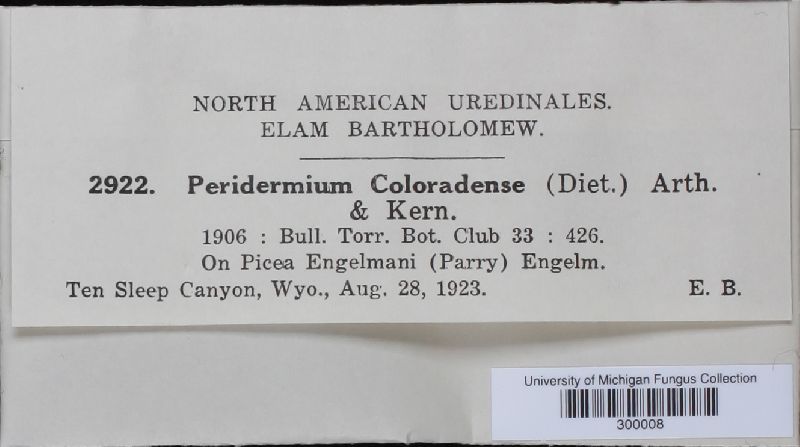 NORTH AMERICAN UREDINALES.
ELAM BARTHOLOMEW.
2922. Peridermium Coloradense (Diet.) Arth.
& Kern.
1906 : Bull. Torr. Bot. Club 33 : 426.
On Picea Engelmani (Parry) Engelm.
Ten Sleep Canyon, Wyo., Aug. 28, 1923. E. B.
University of Michigan Fungus Collection
300008